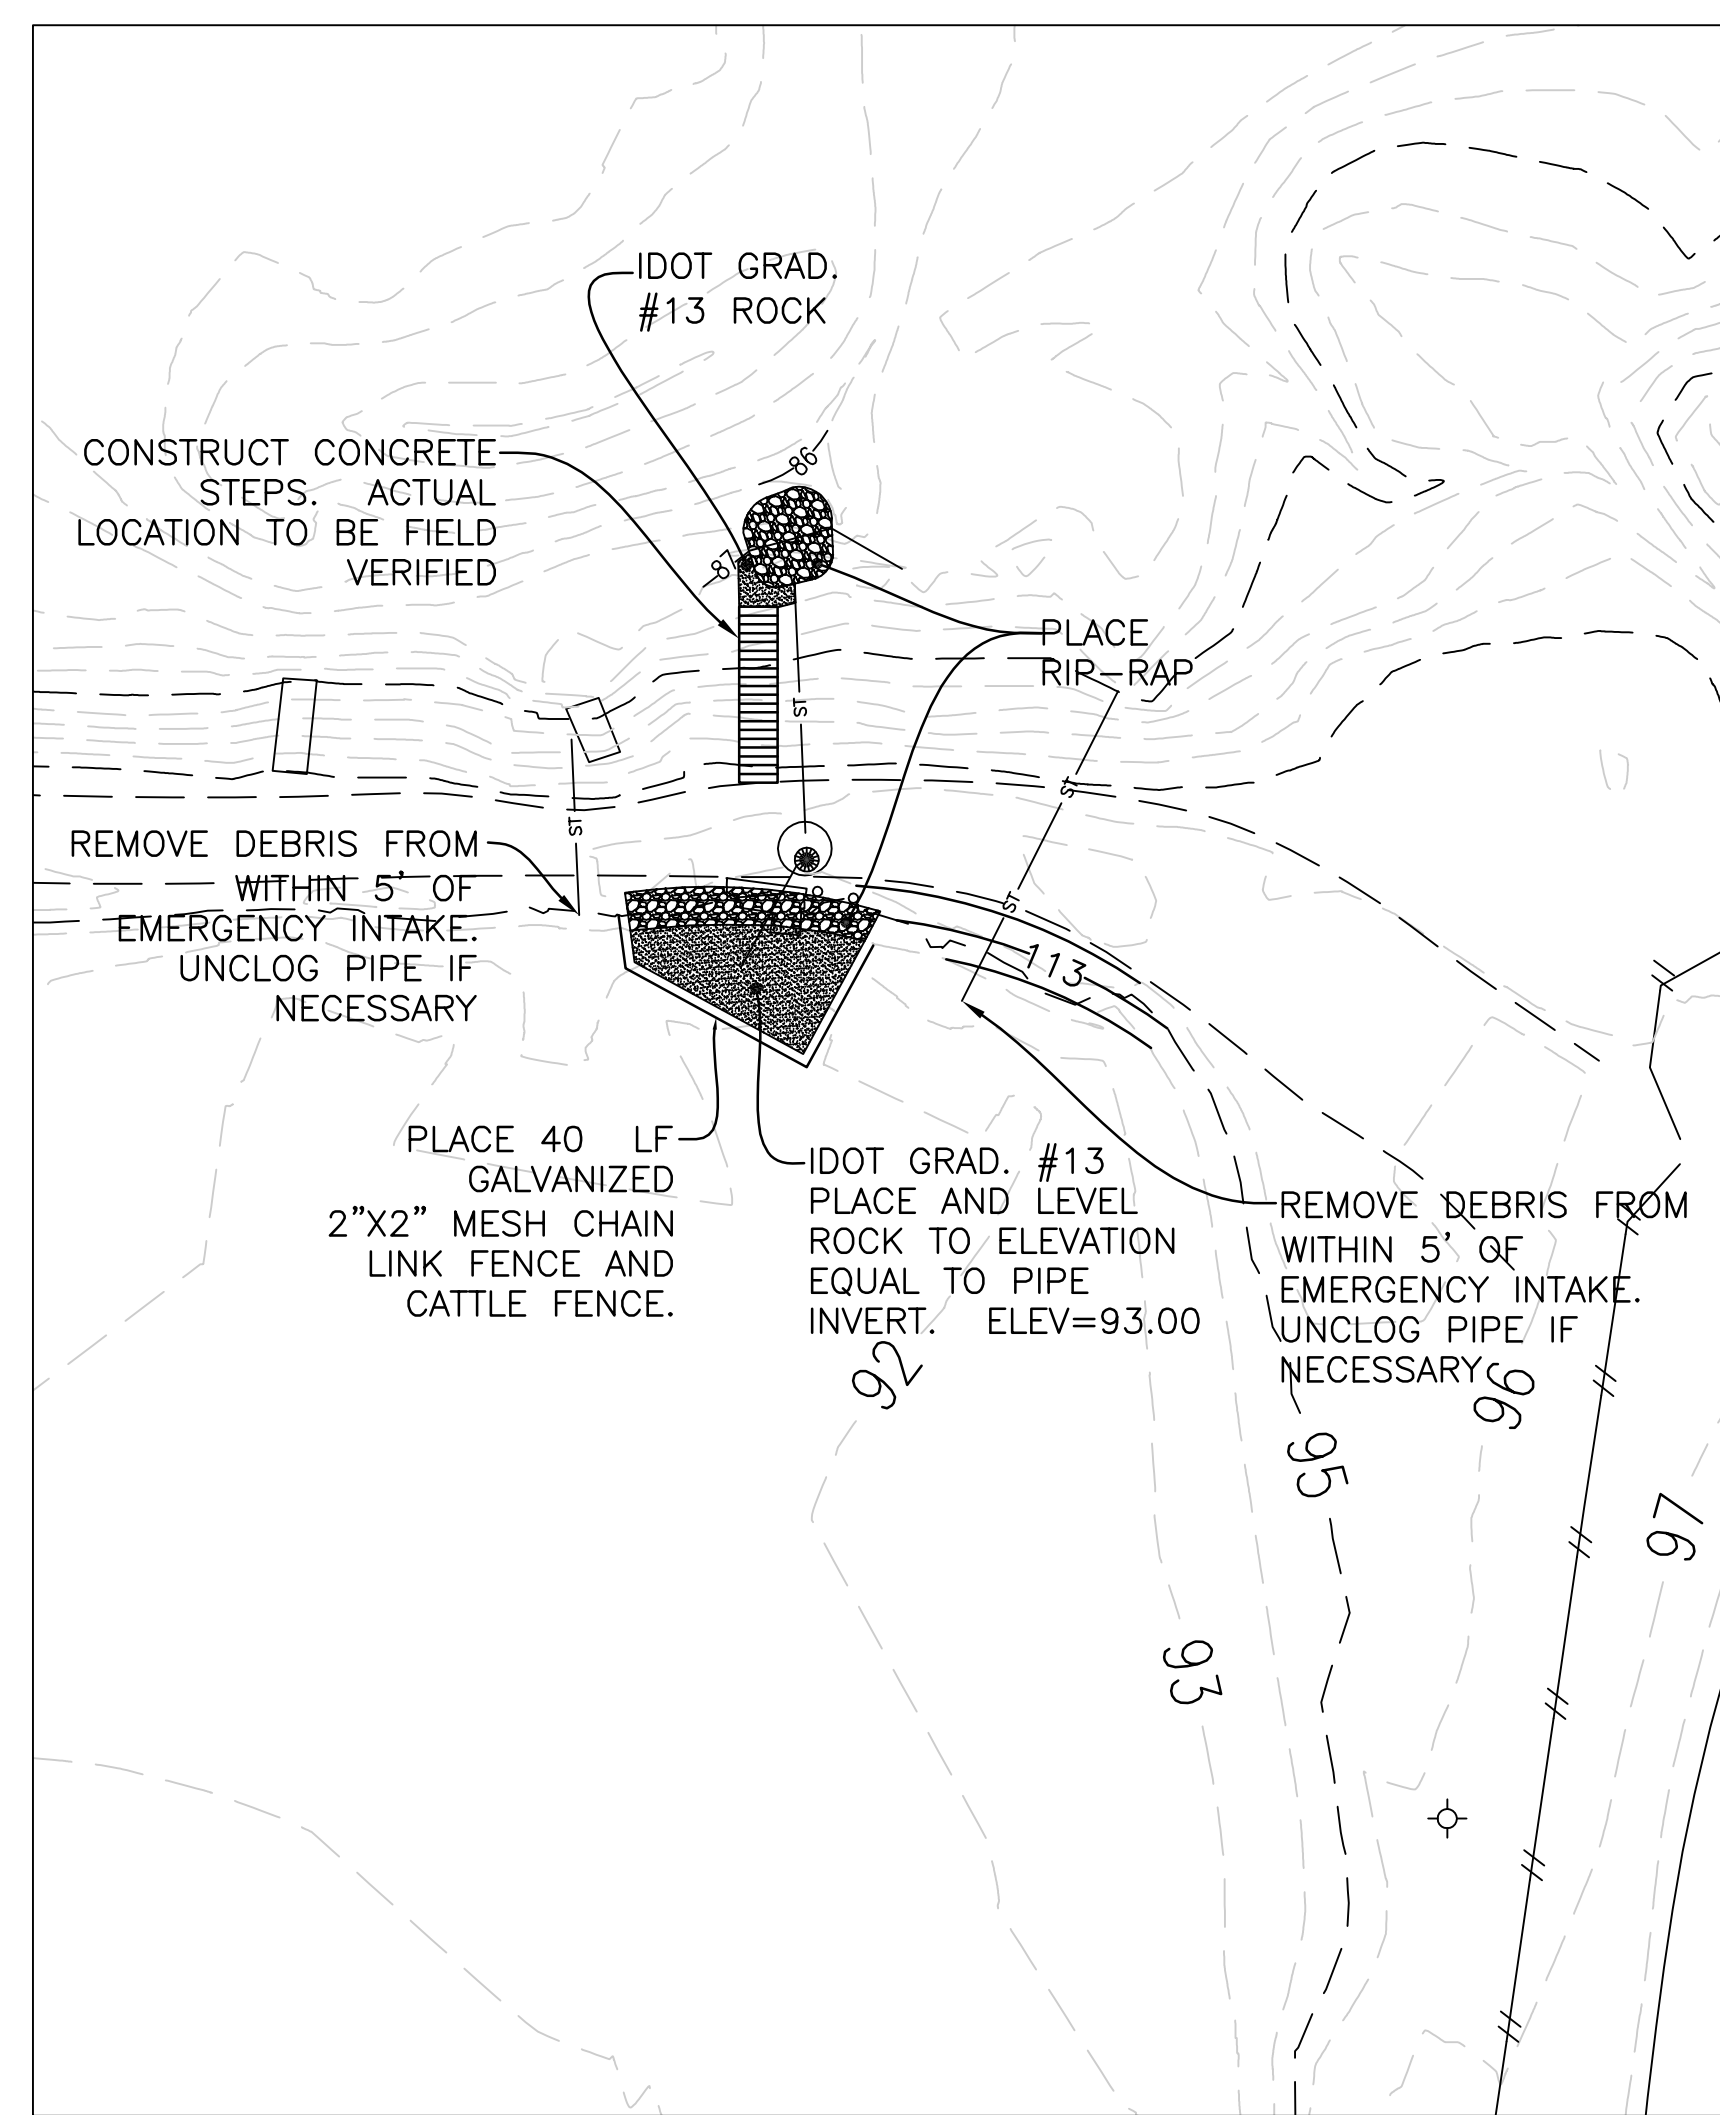 IDOT GRAD.
#13 ROCK
CONSTRUCT CONCRETE
STEPS. ACTUAL
LOCATION TO BE FIELD
VERIFIED
86
87
PLACE
RIP-RAP
ST
ST
ST
ST
REMOVE DEBRIS FROM
WITHIN 5' OF
EMERGENCY INTAKE.
UNCLOG PIPE IF
NECESSARY
113
PLACE 40 LF
GALVANIZED
2"X2" MESH CHAIN
LINK FENCE AND
CATTLE FENCE.
IDOT GRAD. #13
PLACE AND LEVEL
ROCK TO ELEVATION
EQUAL TO PIPE
INVERT. ELEV=93.00
REMOVE DEBRIS FROM
WITHIN 5' OF
EMERGENCY INTAKE.
UNCLOG PIPE IF
NECESSARY
92
96
95
97
93